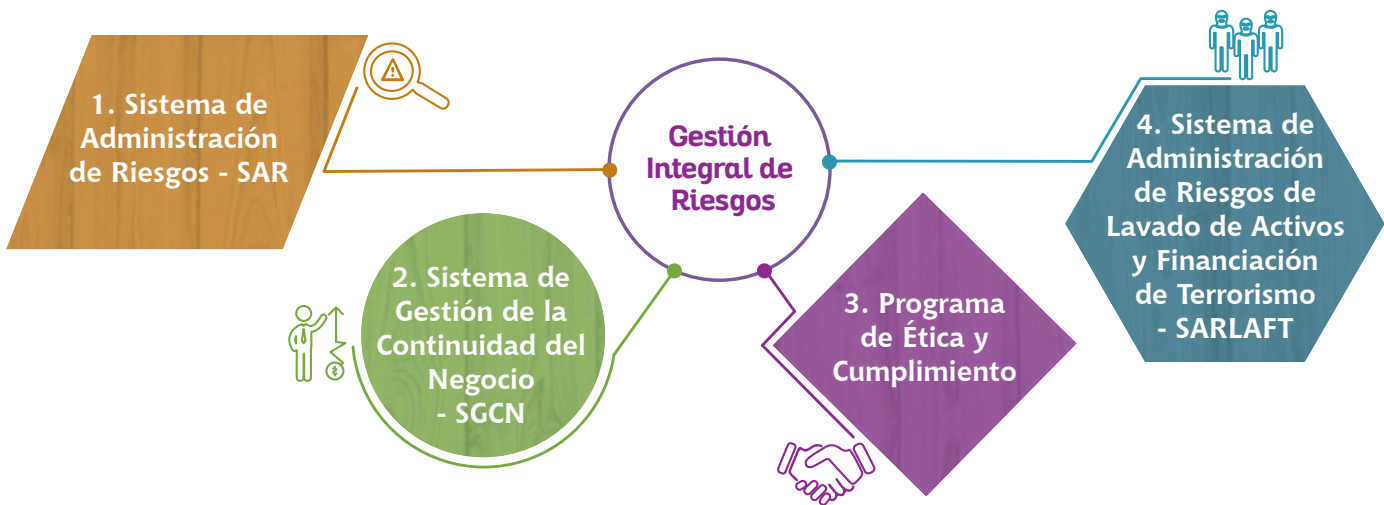 1. Sistema de
Administración
de Riesgos - SAR
Gestión
Integral de
Riesgos
2. Sistema de
Gestión de la
Continuidad del
Negocio
- SGCN
3. Programa
de Ética y
Cumplimiento
4. Sistema de
Administración
de Riesgos de
Lavado de Activos
y Financiación
de Terrorismo
- SARLAFT